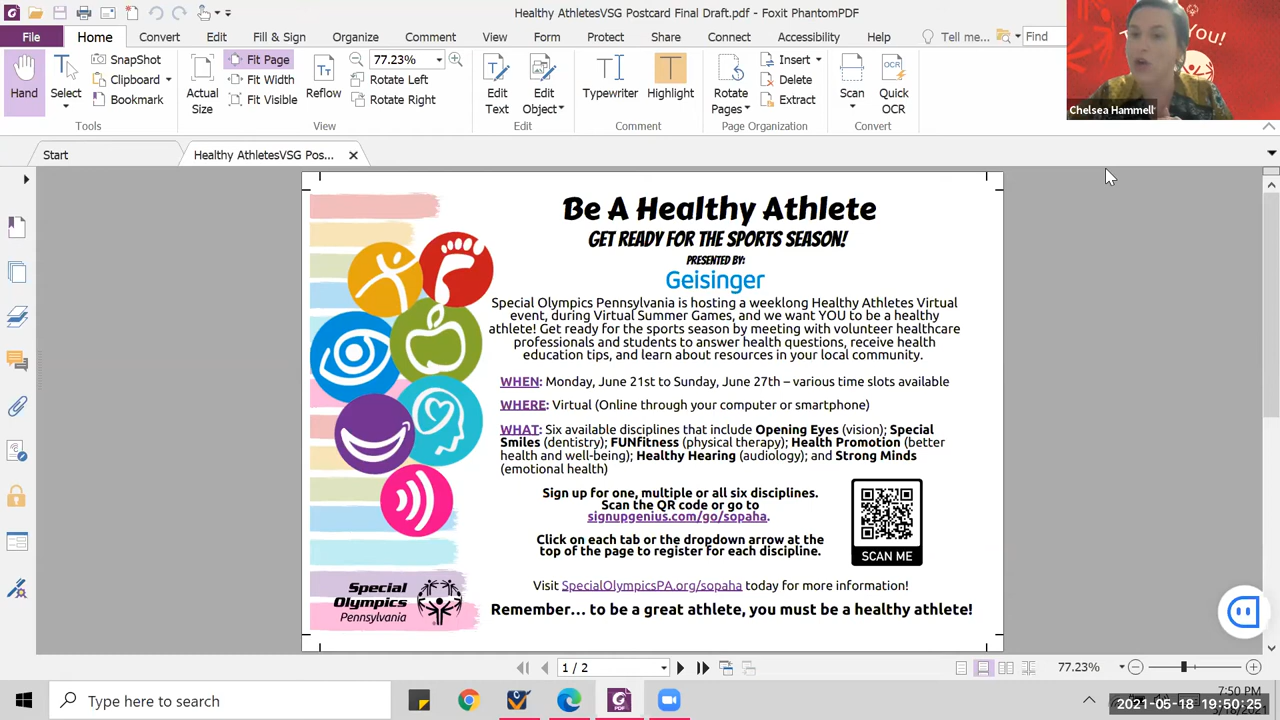 Healthy AthletesVSG Postcard Final Draft.pdf - Foxit PhantomPDF
File Home Convert Edit Fill & Sign Organize Comment View Form Protect Share Connect Accessibility Help Tell me... Find
Hand
Select
SnapShot
Clipboard
Bookmark
Tools
Actual Size
Fit Page
Fit Width
Fit Visible
Reflow
77.23%
Rotate Left
Rotate Right
View
Edit Text
Edit Object
Edit
Typewriter
Highlight
Comment
Rotate Pages
Insert
Delete
Extract
Page Organization
Scan
Quick OCR
Convert
You!
Chelsea Hammell
Start
Healthy AthletesVSG Pos...
Be A Healthy Athlete
GET READY FOR THE SPORTS SEASON!
PRESENTED BY:
Geisinger
Special Olympics Pennsylvania is hosting a weeklong Healthy Athletes Virtual
event, during Virtual Summer Games, and we want YOU to be a healthy
athlete! Get ready for the sports season by meeting with volunteer healthcare
professionals and students to answer health questions, receive health
education tips, and learn about resources in your local community.
WHEN: Monday, June 21st to Sunday, June 27th – various time slots available
WHERE: Virtual (Online through your computer or smartphone)
WHAT: Six available disciplines that include Opening Eyes (vision); Special
Smiles (dentistry); FUNfitness (physical therapy); Health Promotion (better
health and well-being); Healthy Hearing (audiology); and Strong Minds
(emotional health)
Sign up for one, multiple or all six disciplines.
Scan the QR code or go to
signupgenius.com/go/sopaha.
Click on each tab or the dropdown arrow at the
top of the page to register for each discipline.
SCAN ME
Visit SpecialOlympicsPA.org/sopaha today for more information!
Remember... to be a great athlete, you must be a healthy athlete!
Special
Olympics
Pennsylvania
1 / 2
77.23%
Type here to search
7:50 PM
2021-05-18 19:50:25